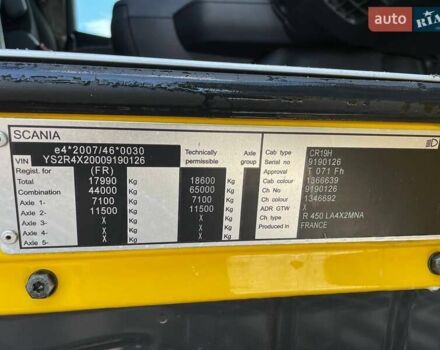 auto RIA
SCANIA
e4*2007/46*0030
VIN YS2R4X20009190126
Regist. for (FR) Technically permissible Axle group
Total 17990 Kg 18600 Kg
44000 Kg 65000 Kg
Axle 1- 7100 Kg 7100 Kg
Axle 2- 11500 Kg 11500 Kg
Axle 3- X Kg X Kg
Axle 4- X Kg X Kg
Axle 5- X Kg X Kg
Cab type CR19H
Serial no 9190126
Approval T 071 Fh
Cab colour 1366639
Ch No 9190126
Ch colour 1346692
ADR GTW X
Ch type R 450 LA4X2MNA
Produced in FRANCE